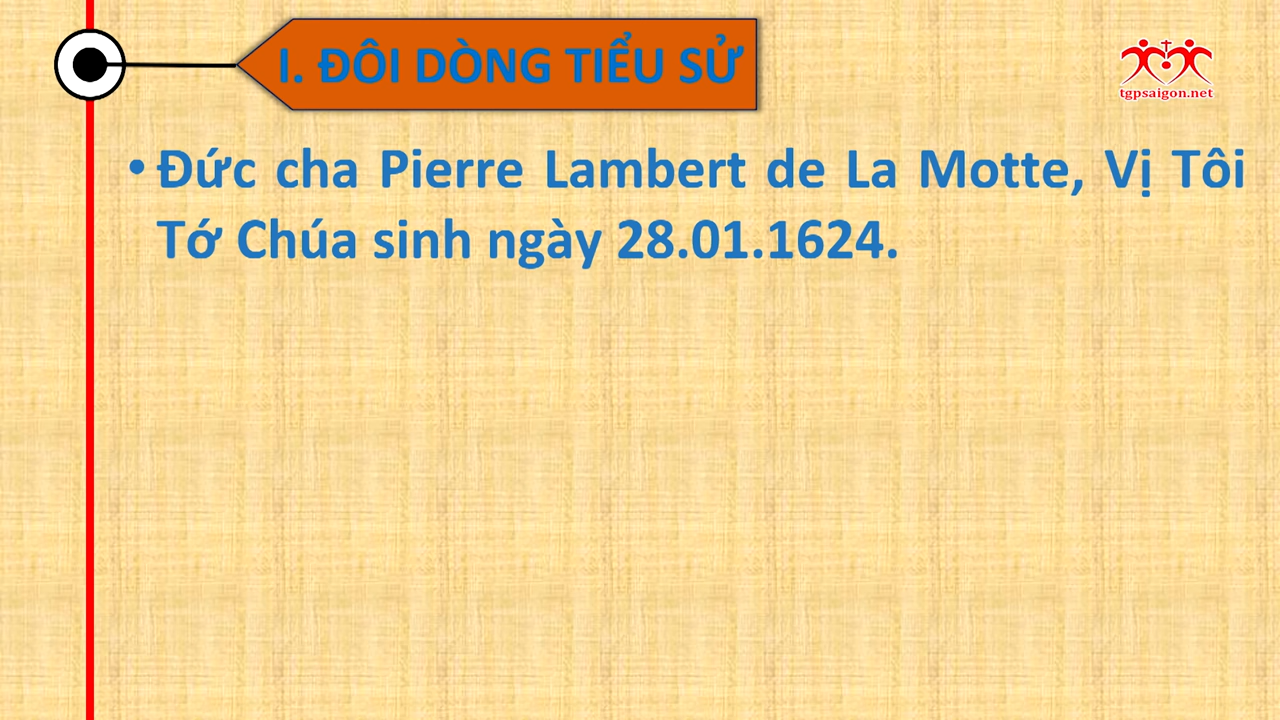 I. ĐÔI DÒNG TIỂU SỬ
tgpsaigon.net
• Đức cha Pierre Lambert de La Motte, Vị Tôi
Tớ Chúa sinh ngày 28.01.1624.